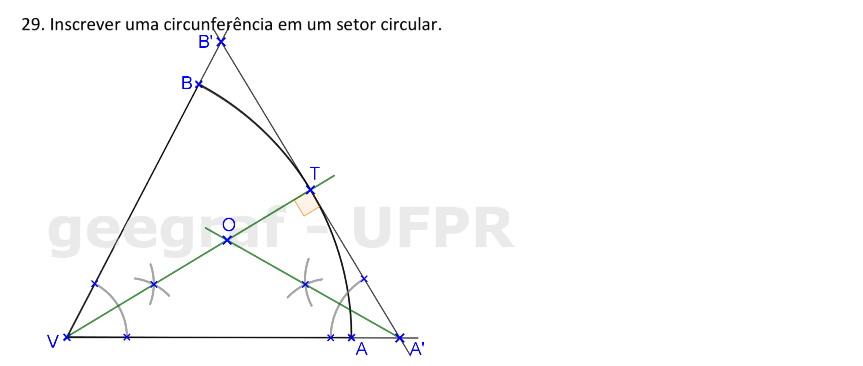 29. Inscrever uma circunferência em um setor circular.
B'
B
T
O
geegraf - UFPR
V
A
A'